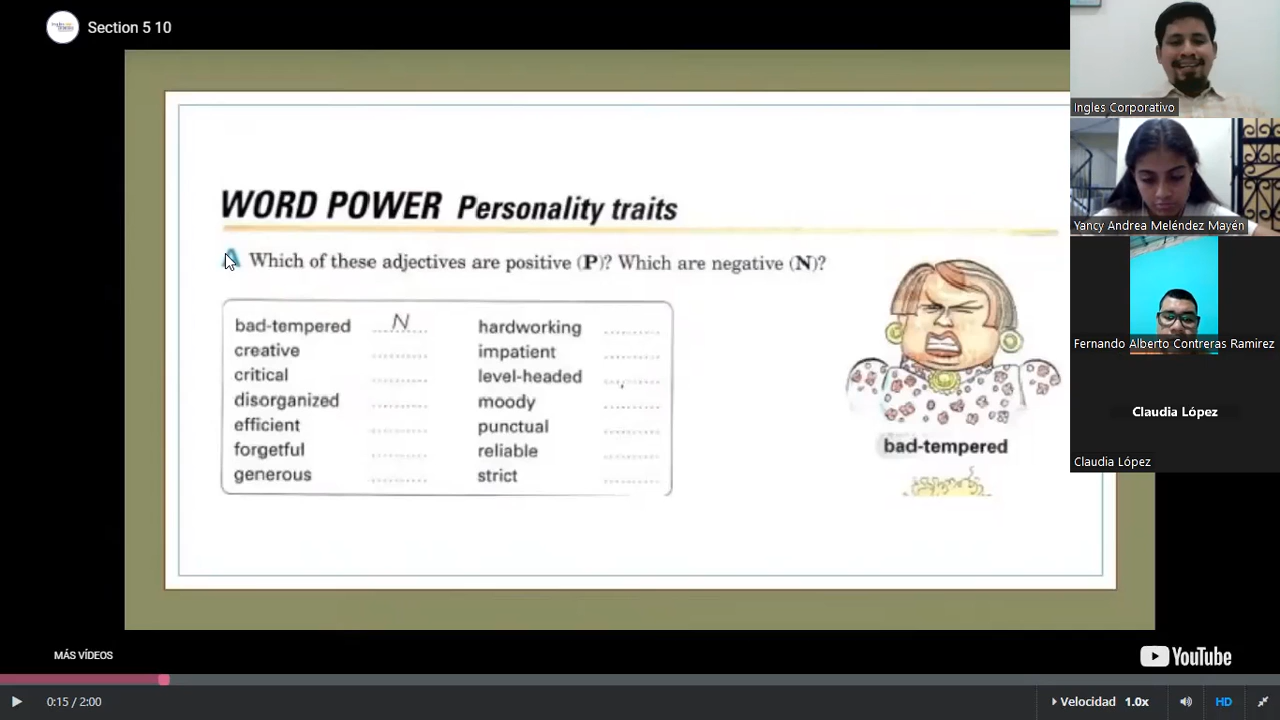 Section 5 10
Ingles Corporativo
WORD POWER Personality traits
Yancy Andrea Meléndez Mayén
A Which of these adjectives are positive (P)? Which are negative (N)?
bad-tempered N hardworking
creative impatient
critical level-headed
disorganized moody
efficient punctual
forgetful reliable
generous strict
bad-tempered
Fernando Alberto Contreras Ramirez
Claudia López
Claudia López
MÁS VÍDEOS
YouTube
0:15 / 2:00
Velocidad 1.0x
HD